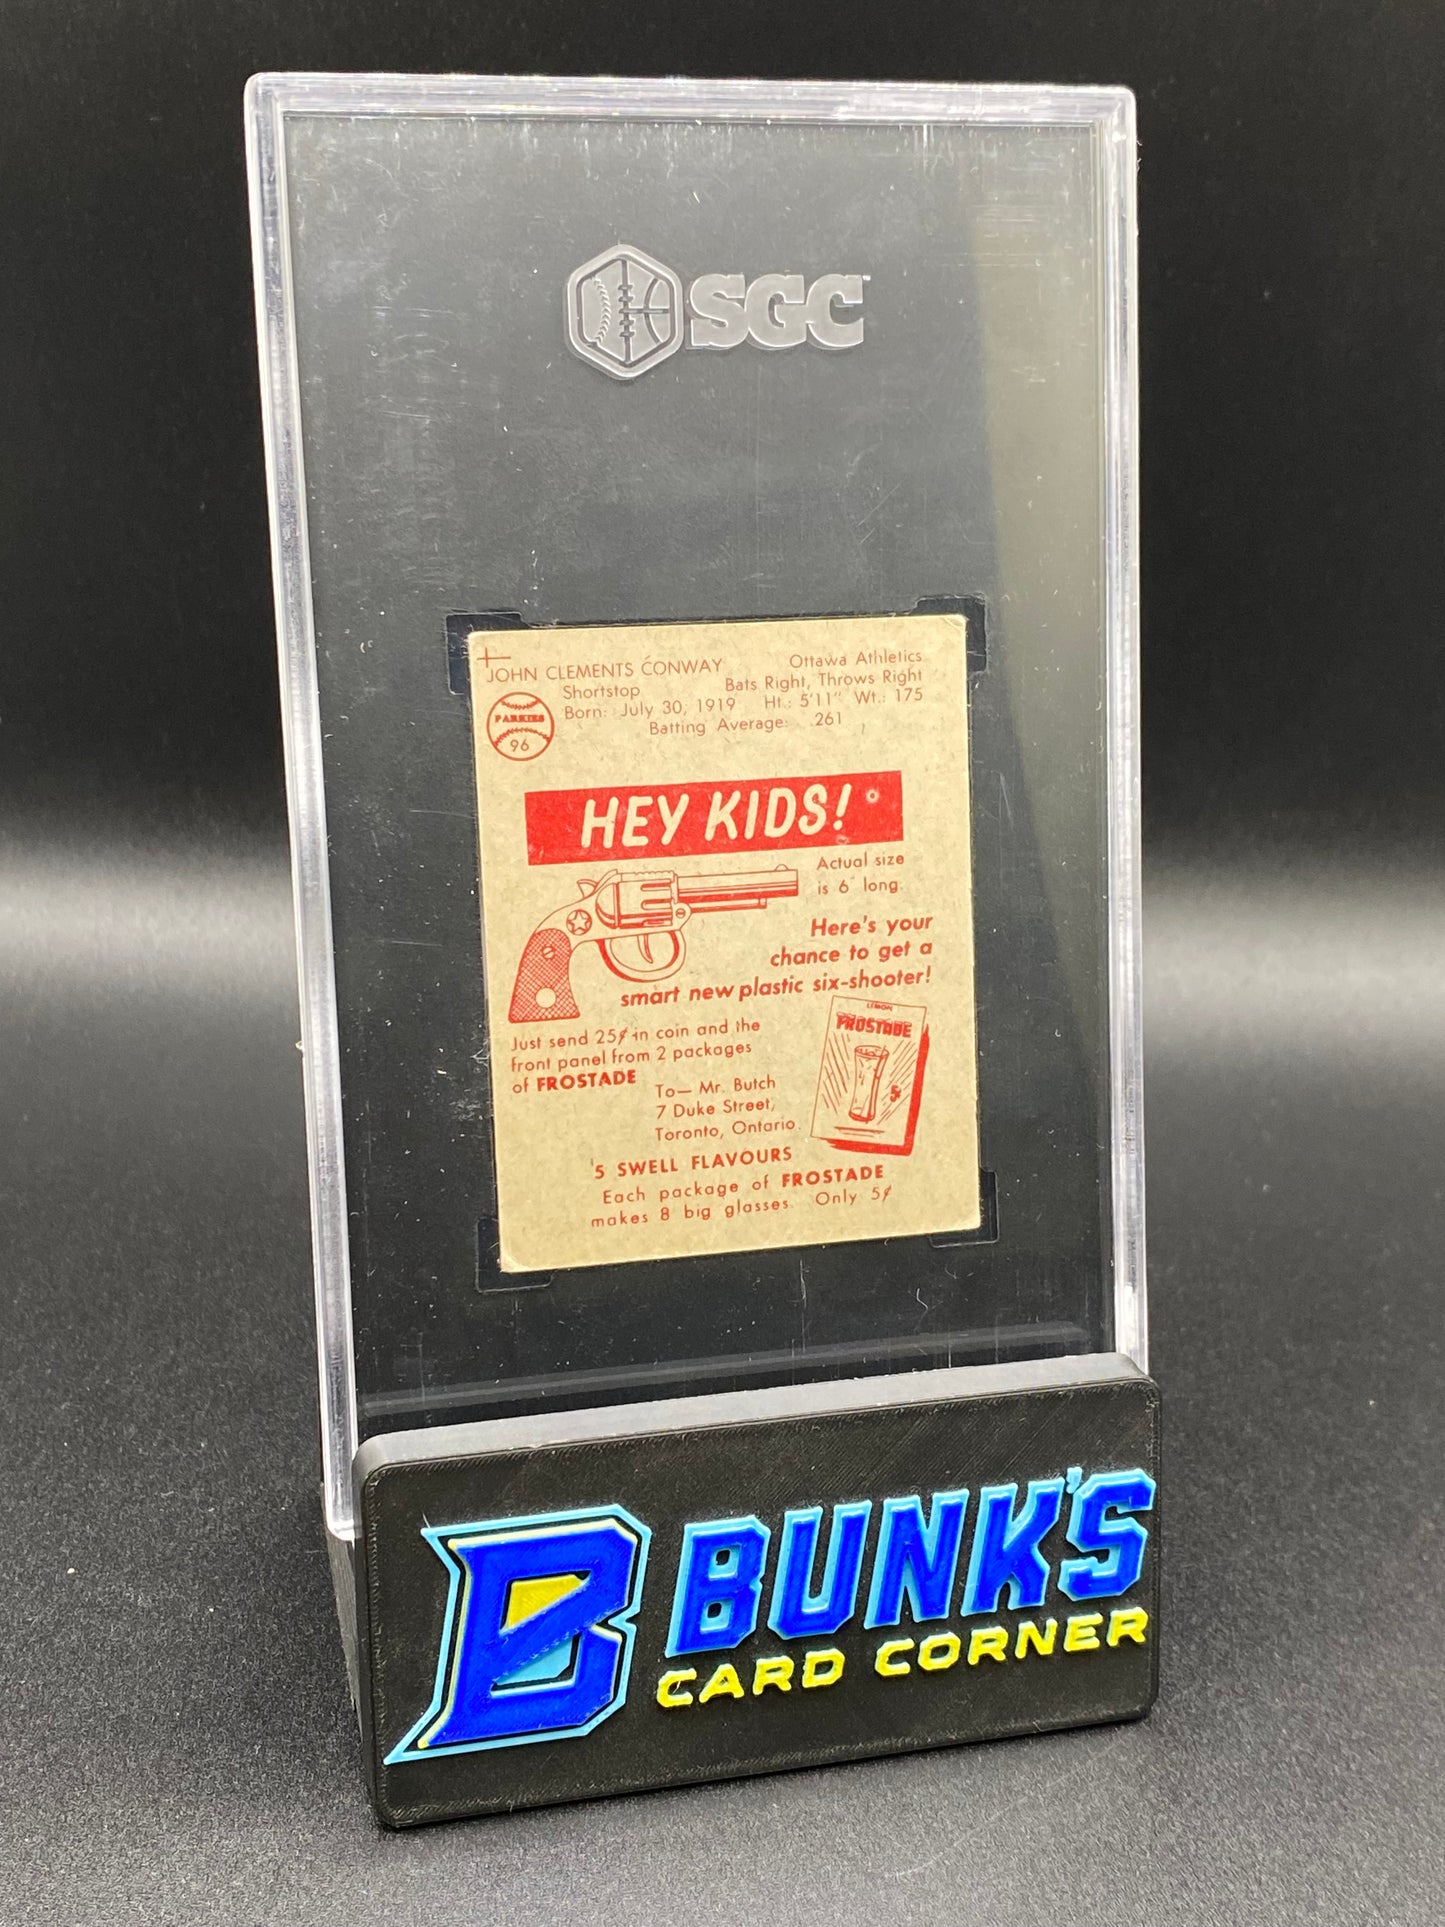 SGC
JOHN CLEMENTS CONWAY Ottawa Athletics
Shortstop Bats Right, Throws Right
Born: July 30, 1919 Ht.: 5'11" Wt.: 175
Batting Average: .261
PARKIES
96
HEY KIDS!
Actual size
is 6" long.
Here's your
chance to get a
smart new plastic six-shooter!
Just send 25¢ in coin and the
front panel from 2 packages
of FROSTADE
To— Mr. Butch
7 Duke Street,
Toronto, Ontario.
LEMON
FROSTADE
5¢
5 SWELL FLAVOURS
Each package of FROSTADE
makes 8 big glasses. Only 5¢
B BUNK'S
CARD CORNER